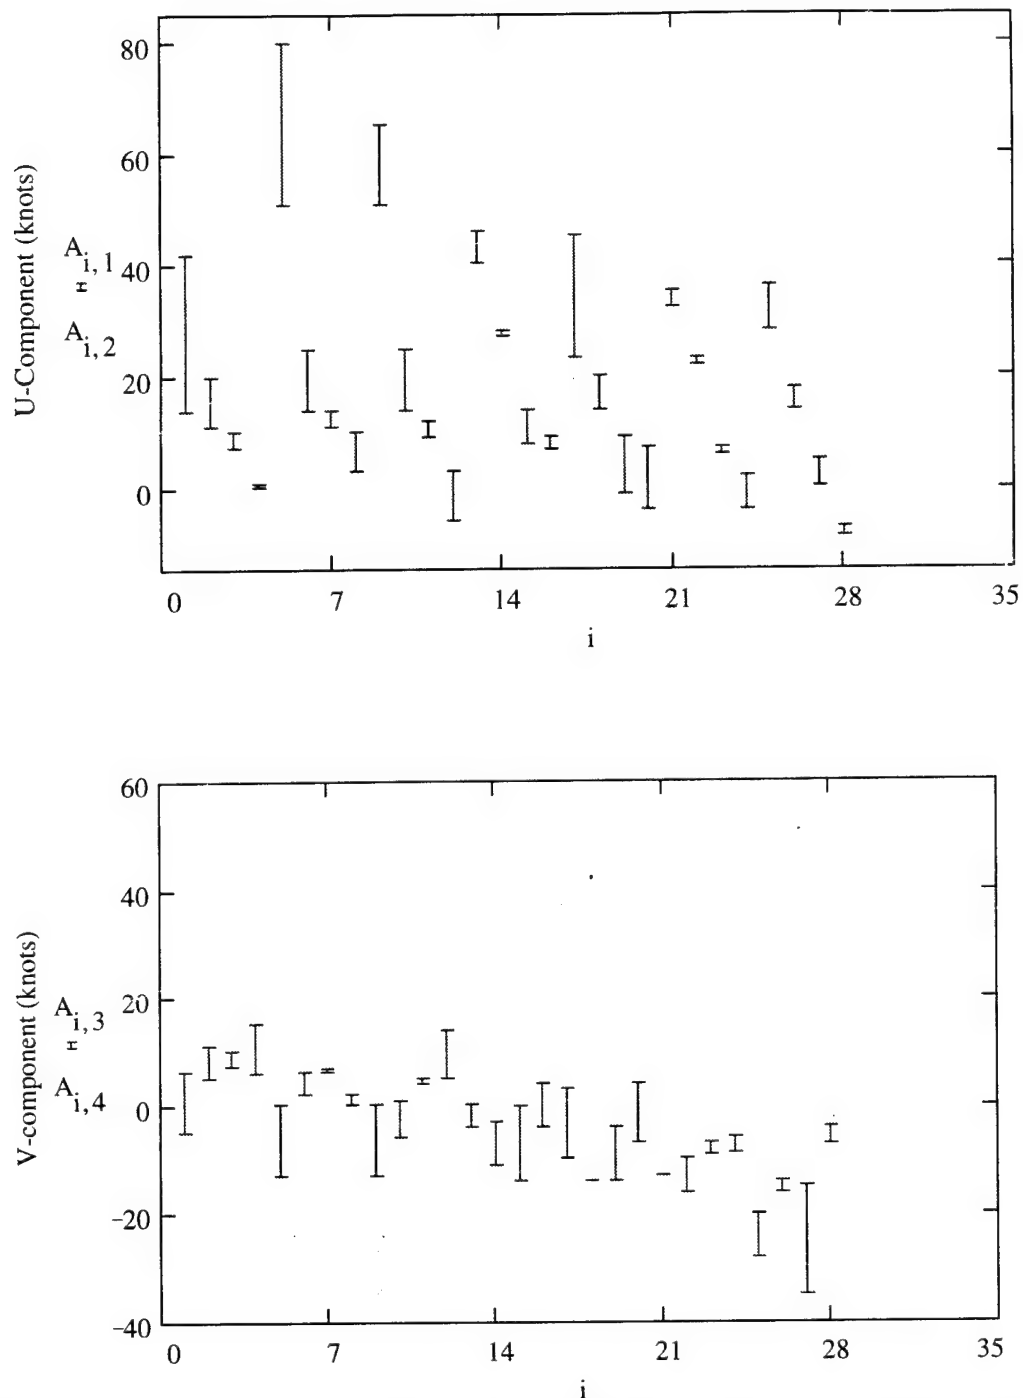 U-Component (knots)
A i,1
A i,2
80
60
40
20
0
0 7 14 21 28 35
i
V-component (knots)
A i,3
A i,4
60
40
20
0
−20
−40
0 7 14 21 28 35
i